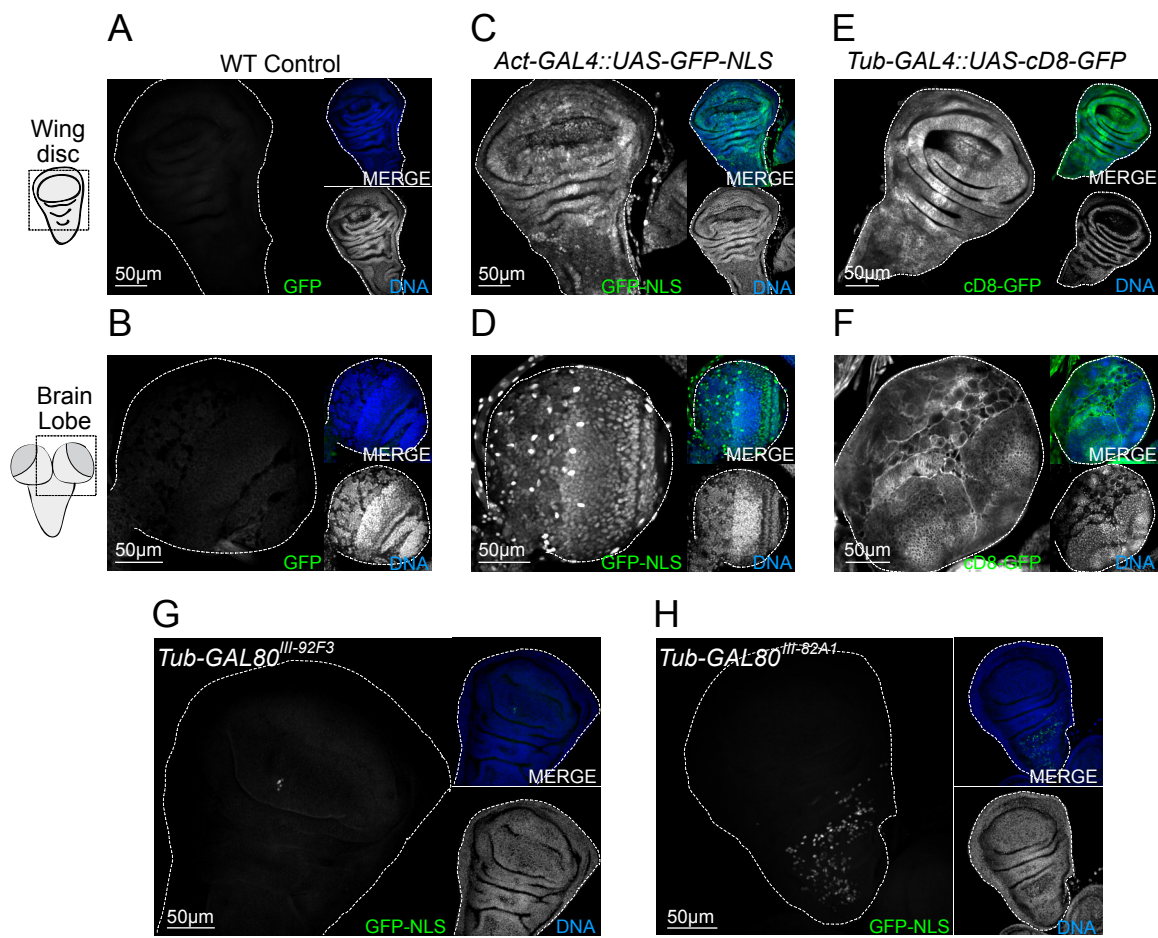 A
WT Control
C
Act-GAL4::UAS-GFP-NLS
E
Tub-GAL4::UAS-cD8-GFP
Wing
disc
MERGE
50µm
GFP
DNA
MERGE
50µm
GFP-NLS
DNA
MERGE
50µm
cD8-GFP
DNA
B
D
F
Brain
Lobe
MERGE
50µm
GFP
DNA
MERGE
50µm
GFP-NLS
DNA
MERGE
50µm
cD8-GFP
DNA
G
Tub-GAL80III-92F3
MERGE
50µm
GFP-NLS
DNA
H
Tub-GAL80III-82A1
MERGE
50µm
GFP-NLS
DNA